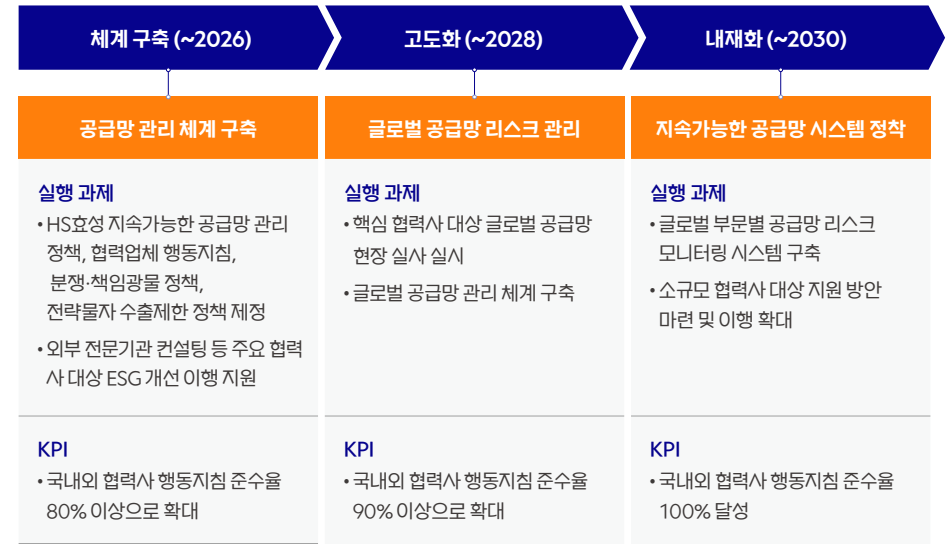 체계 구축 (~2026)
고도화 (~2028)
내재화 (~2030)
공급망 관리 체계 구축
글로벌 공급망 리스크 관리
지속가능한 공급망 시스템 정착
실행 과제
• HS효성 지속가능한 공급망 관리
정책, 협력업체 행동지침,
분쟁·책임광물 정책,
전략물자 수출제한 정책 제정
• 외부 전문기관 컨설팅 등 주요 협력
사 대상 ESG 개선 이행 지원
실행 과제
• 핵심 협력사 대상 글로벌 공급망
현장 실사 실시
• 글로벌 공급망 관리 체계 구축
실행 과제
• 글로벌 부문별 공급망 리스크
모니터링 시스템 구축
• 소규모 협력사 대상 지원 방안
마련 및 이행 확대
KPI
• 국내외 협력사 행동지침 준수율
80% 이상으로 확대
KPI
• 국내외 협력사 행동지침 준수율
90% 이상으로 확대
KPI
• 국내외 협력사 행동지침 준수율
100% 달성